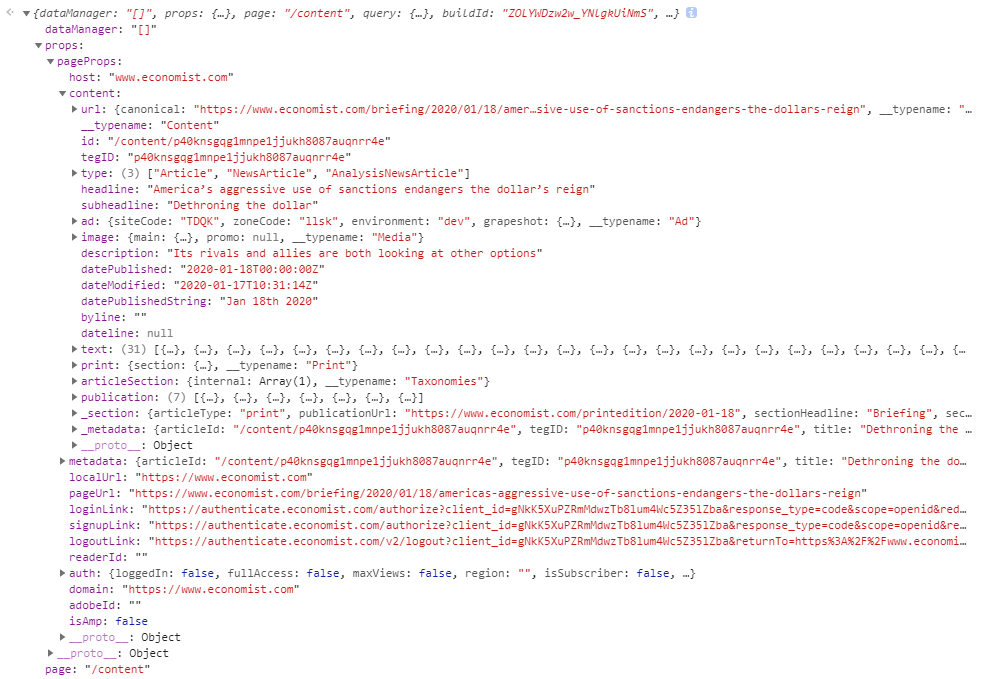 {dataManager: "[]", props: {…}, page: "/content", query: {…}, buildId: "ZOLYWDzw2w_YNlgkUiNmS", …}
dataManager: "[]"
props:
pageProps:
host: "www.economist.com"
content:
url: {canonical: "https://www.economist.com/briefing/2020/01/18/amer…sive-use-of-sanctions-endangers-the-dollars-reign", __typename: "…
__typename: "Content"
id: "/content/p40knsgqg1mnpe1jjukh8087auqnrr4e"
tegID: "p40knsgqg1mnpe1jjukh8087auqnrr4e"
type: (3) ["Article", "NewsArticle", "AnalysisNewsArticle"]
headline: "America’s aggressive use of sanctions endangers the dollar’s reign"
subheadline: "Dethroning the dollar"
ad: {siteCode: "TDQK", zoneCode: "llsk", environment: "dev", grapeshot: {…}, __typename: "Ad"}
image: {main: {…}, promo: null, __typename: "Media"}
description: "Its rivals and allies are both looking at other options"
datePublished: "2020-01-18T00:00:00Z"
dateModified: "2020-01-17T10:31:14Z"
datePublishedString: "Jan 18th 2020"
byline: ""
dateline: null
text: (31) [{…}, {…}, {…}, {…}, {…}, {…}, {…}, {…}, {…}, {…}, {…}, {…}, {…}, {…}, {…}, {…}, {…}, {…}, {…}, {…}, {…}, {…}, {…}, {…}, {…
print: {section: {…}, __typename: "Print"}
articleSection: {internal: Array(1), __typename: "Taxonomies"}
publication: (7) [{…}, {…}, {…}, {…}, {…}, {…}, {…}]
_section: {articleType: "print", publicationUrl: "https://www.economist.com/printedition/2020-01-18", sectionHeadline: "Briefing", sec…
_metadata: {articleId: "/content/p40knsgqg1mnpe1jjukh8087auqnrr4e", tegID: "p40knsgqg1mnpe1jjukh8087auqnrr4e", title: "Dethroning the …
__proto__: Object
metadata: {articleId: "/content/p40knsgqg1mnpe1jjukh8087auqnrr4e", tegID: "p40knsgqg1mnpe1jjukh8087auqnrr4e", title: "Dethroning the do…
localUrl: "https://www.economist.com"
pageUrl: "https://www.economist.com/briefing/2020/01/18/americas-aggressive-use-of-sanctions-endangers-the-dollars-reign"
loginLink: "https://authenticate.economist.com/authorize?client_id=gNkK5XuPZRmMdwzTb8lum4Wc5Z35lZba&response_type=code&scope=openid&red…
signupLink: "https://authenticate.economist.com/authorize?client_id=gNkK5XuPZRmMdwzTb8lum4Wc5Z35lZba&response_type=code&scope=openid&re…
logoutLink: "https://authenticate.economist.com/v2/logout?client_id=gNkK5XuPZRmMdwzTb8lum4Wc5Z35lZba&returnTo=https%3A%2F%2Fwww.economi…
readerId: ""
auth: {loggedIn: false, fullAccess: false, maxViews: false, region: "", isSubscriber: false, …}
domain: "https://www.economist.com"
adobeId: ""
isAmp: false
__proto__: Object
__proto__: Object
page: "/content"